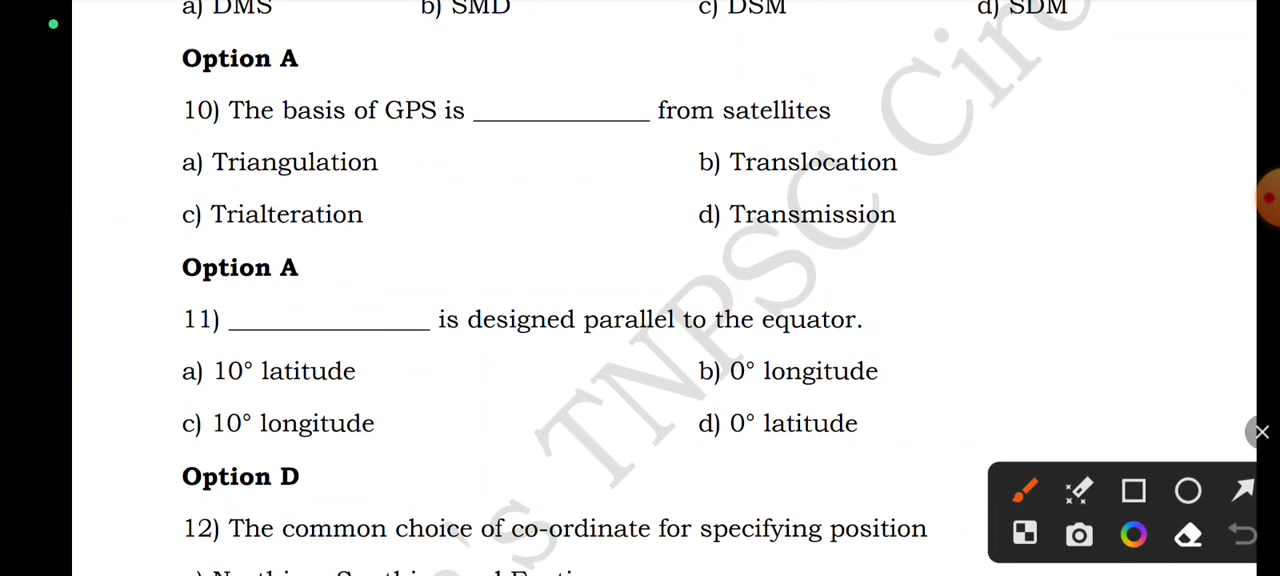 a) DMS b) SMD c) DSM d) SDM
Option A
10) The basis of GPS is ______________ from satellites
a) Triangulation b) Translocation
c) Trialteration d) Transmission
Option A
11) ________________ is designed parallel to the equator.
a) 10° latitude b) 0° longitude
c) 10° longitude d) 0° latitude
Option D
12) The common choice of co-ordinate for specifying position
's TNPSC Circ